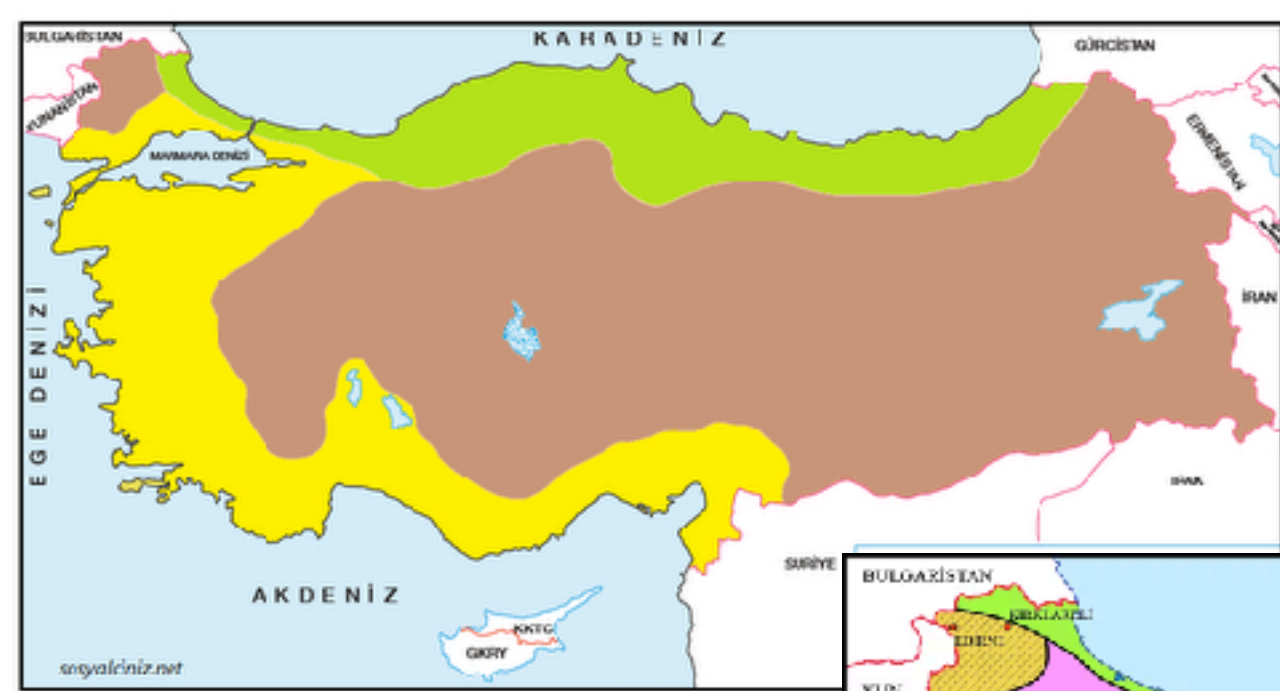 BULGARİSTAN
KARADENİZ
GÜRCİSTAN
YUNANİSTAN
ERMENİSTAN
MARMARA DENİZİ
İRAN
EGE DENİZİ
IRAK
SURİYE
AKDENİZ
KKTC
GKRY
sosyalciniz.net
BULGARİSTAN
KIRKLARELİ
EDİRNE
YUN